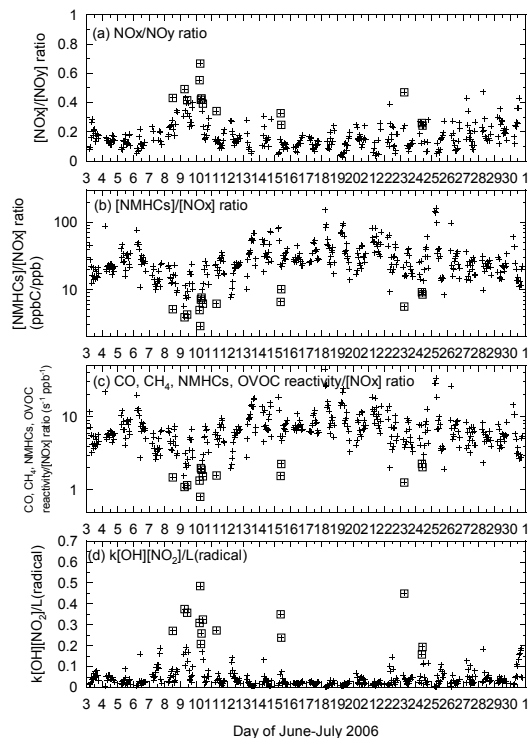 1
(a) NOx/NOy ratio
0.8
0.6
0.4
0.2
0
[NOx]/[NOy] ratio
3 4 5 6 7 8 9 10 11 12 13 14 15 16 17 18 19 20 21 22 23 24 25 26 27 28 29 30 1
(b) [NMHCs]/[NOx] ratio
100
10
[NMHCs]/[NOx] ratio
(ppbC/ppb)
3 4 5 6 7 8 9 10 11 12 13 14 15 16 17 18 19 20 21 22 23 24 25 26 27 28 29 30 1
(c) CO, CH4, NMHCs, OVOC reactivity/[NOx] ratio
10
1
CO, CH4, NMHCs, OVOC
reactivity/[NOx] ratio (s-1 ppb-1)
3 4 5 6 7 8 9 10 11 12 13 14 15 16 17 18 19 20 21 22 23 24 25 26 27 28 29 30 1
0.7
(d) k[OH][NO2]/L(radical)
0.6
0.5
0.4
0.3
0.2
0.1
0
k[OH][NO2]/L(radical)
3 4 5 6 7 8 9 10 11 12 13 14 15 16 17 18 19 20 21 22 23 24 25 26 27 28 29 30 1
Day of June-July 2006